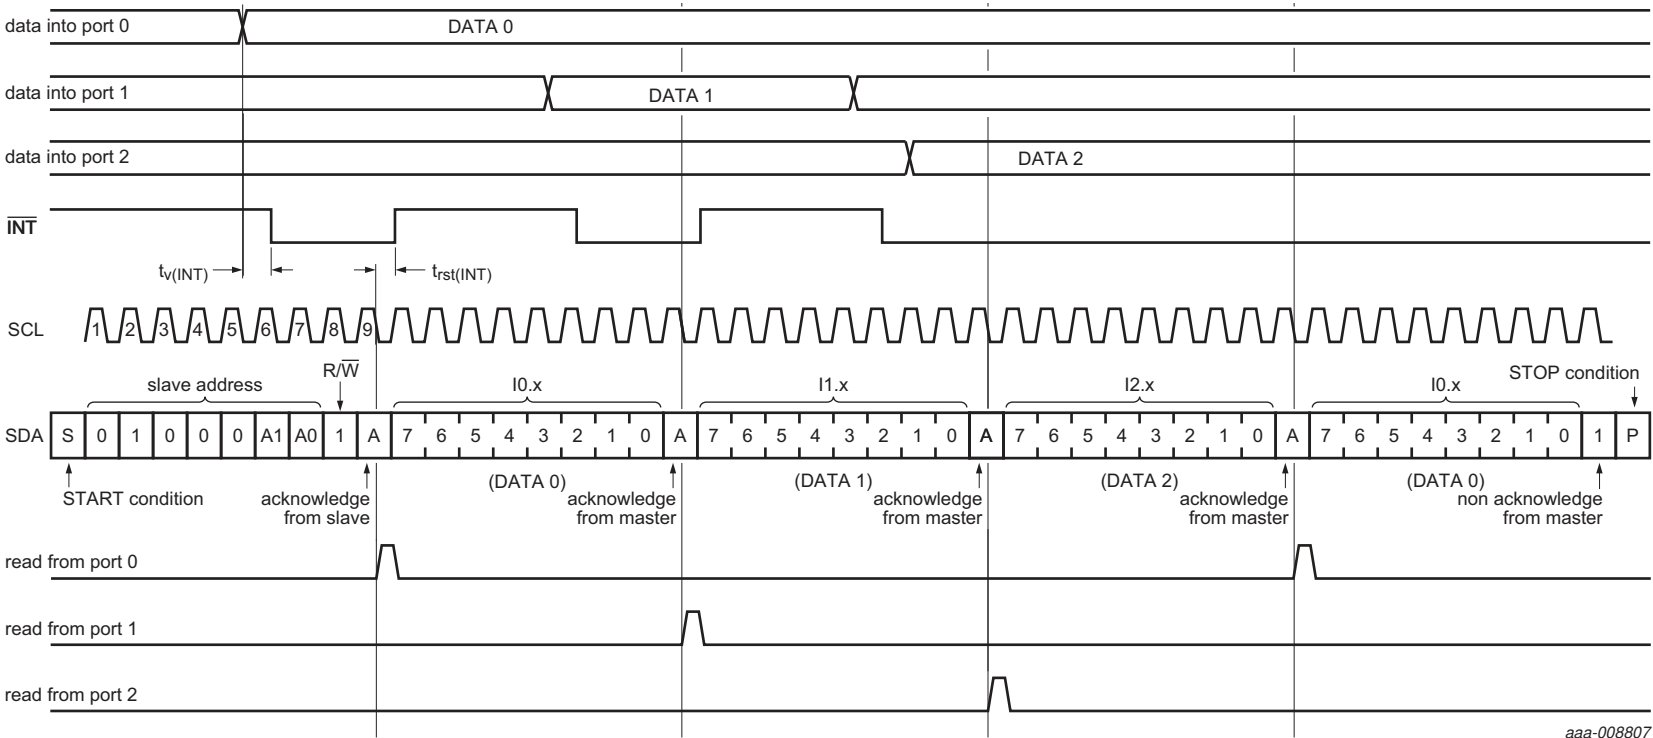 data into port 0 DATA 0
data into port 1 DATA 1
data into port 2 DATA 2
INT
tv(INT) trst(INT)
SCL 1 2 3 4 5 6 7 8 9
R/W
slave address I0.x I1.x I2.x I0.x STOP condition
SDA S 0 1 0 0 0 A1 A0 1 A 7 6 5 4 3 2 1 0 A 7 6 5 4 3 2 1 0 A 7 6 5 4 3 2 1 0 A 7 6 5 4 3 2 1 0 1 P
(DATA 0) (DATA 1) (DATA 2) (DATA 0)
START condition acknowledge acknowledge acknowledge acknowledge non acknowledge
from slave from master from master from master from master
read from port 0
read from port 1
read from port 2
aaa-008807